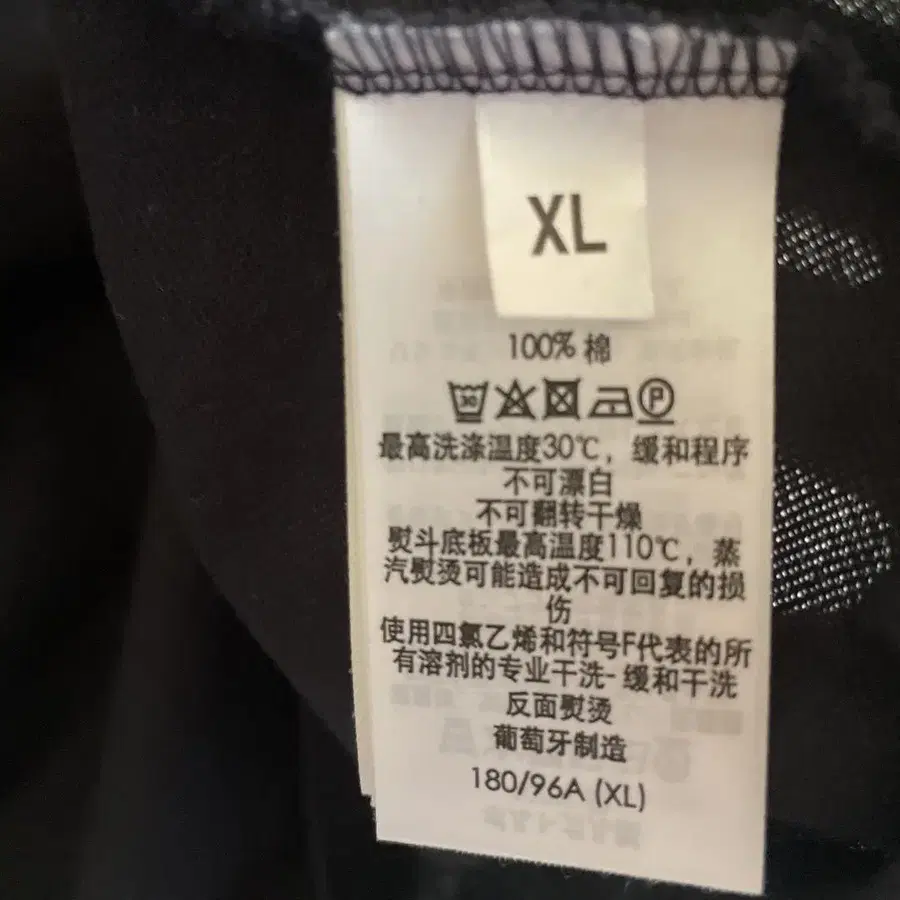 XL
100% 棉
30 P
最高洗涤温度30℃，缓和程序
不可漂白
不可翻转干燥
熨斗底板最高温度110℃，蒸
汽熨烫可能造成不可回复的损
伤
使用四氯乙烯和符号F代表的所
有溶剂的专业干洗-缓和干洗
反面熨烫
葡萄牙制造
180/96A (XL)